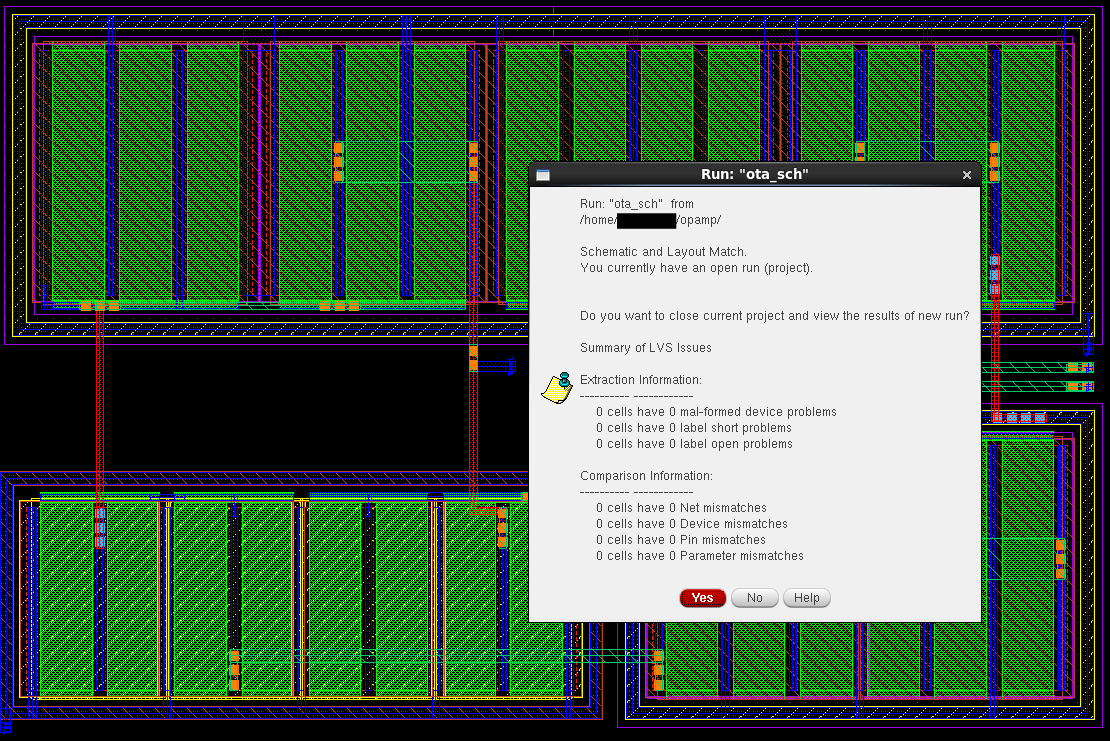 Run: "ota_sch"
Run: "ota_sch" from
/home/ /opamp/
Schematic and Layout Match.
You currently have an open run (project).
Do you want to close current project and view the results of new run?
Summary of LVS Issues
Extraction Information:
---------- ------------
0 cells have 0 mal-formed device problems
0 cells have 0 label short problems
0 cells have 0 label open problems
Comparison Information:
---------- ------------
0 cells have 0 Net mismatches
0 cells have 0 Device mismatches
0 cells have 0 Pin mismatches
0 cells have 0 Parameter mismatches
Yes No Help